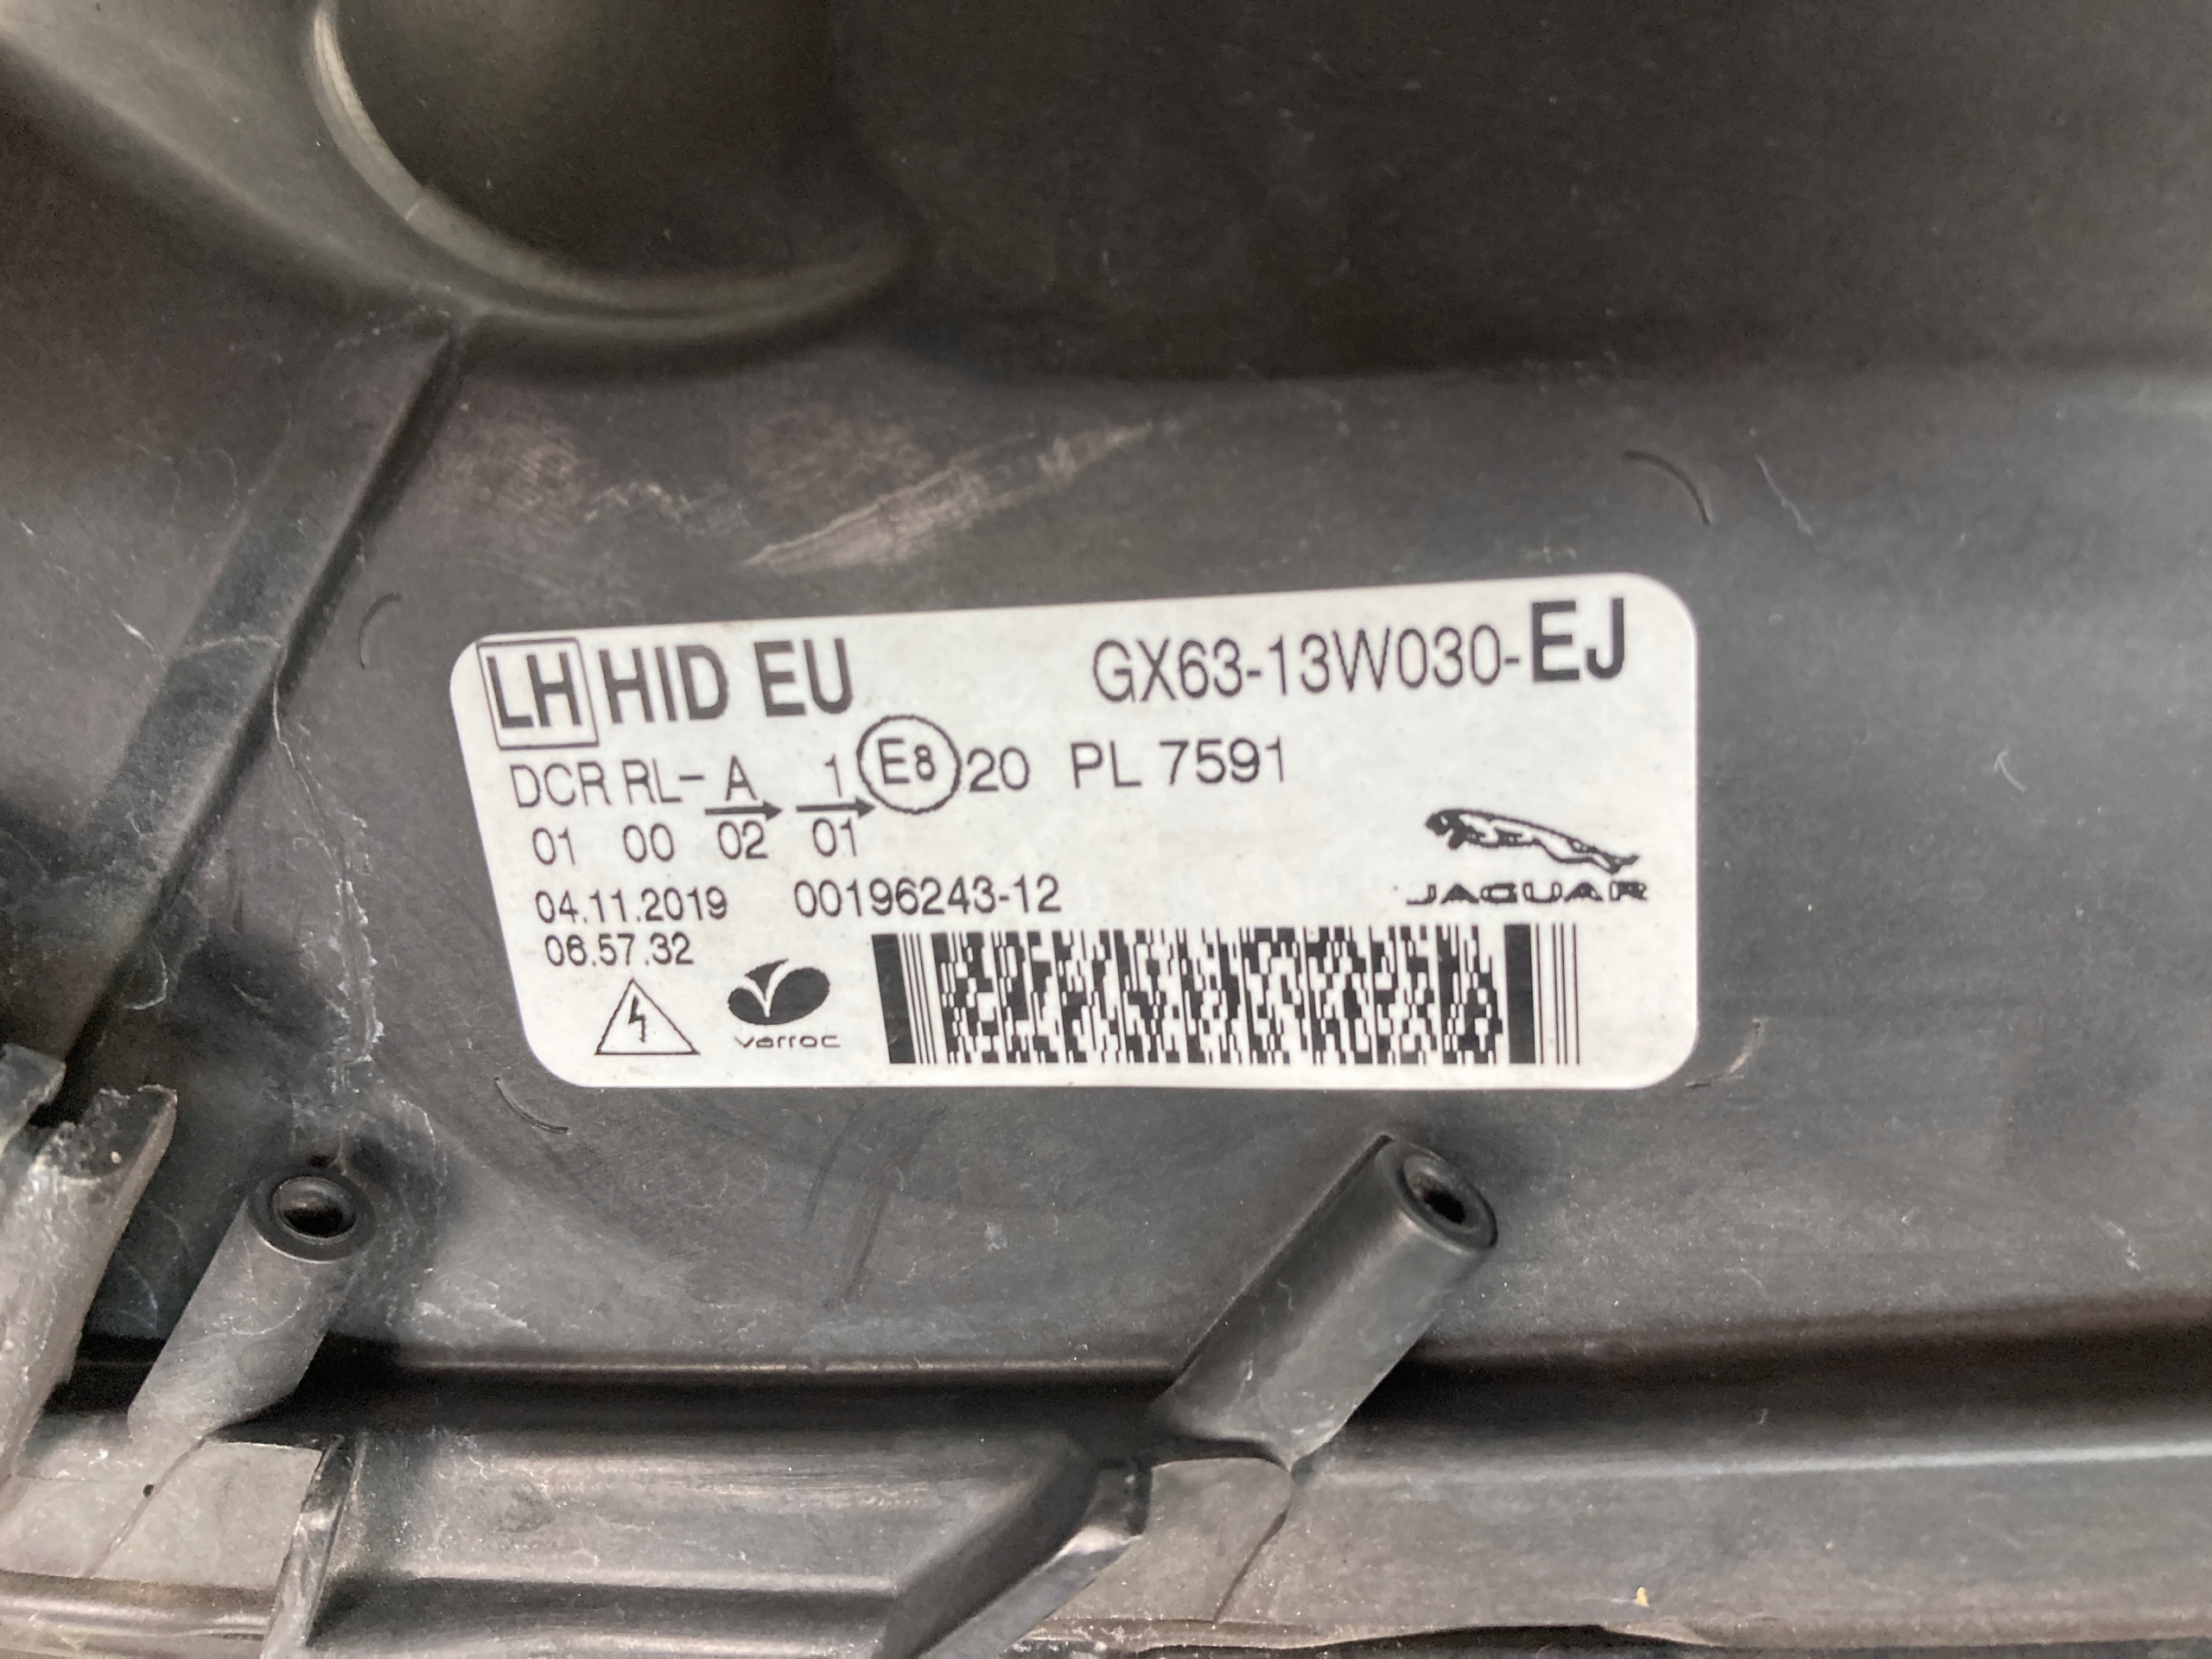 LH HID EU GX63-13W030-EJ
DCR RL- A 1 E8 20 PL 7591
01 00 02 01
04.11.2019 00196243-12
JAGUAR
06.57.32
varroc